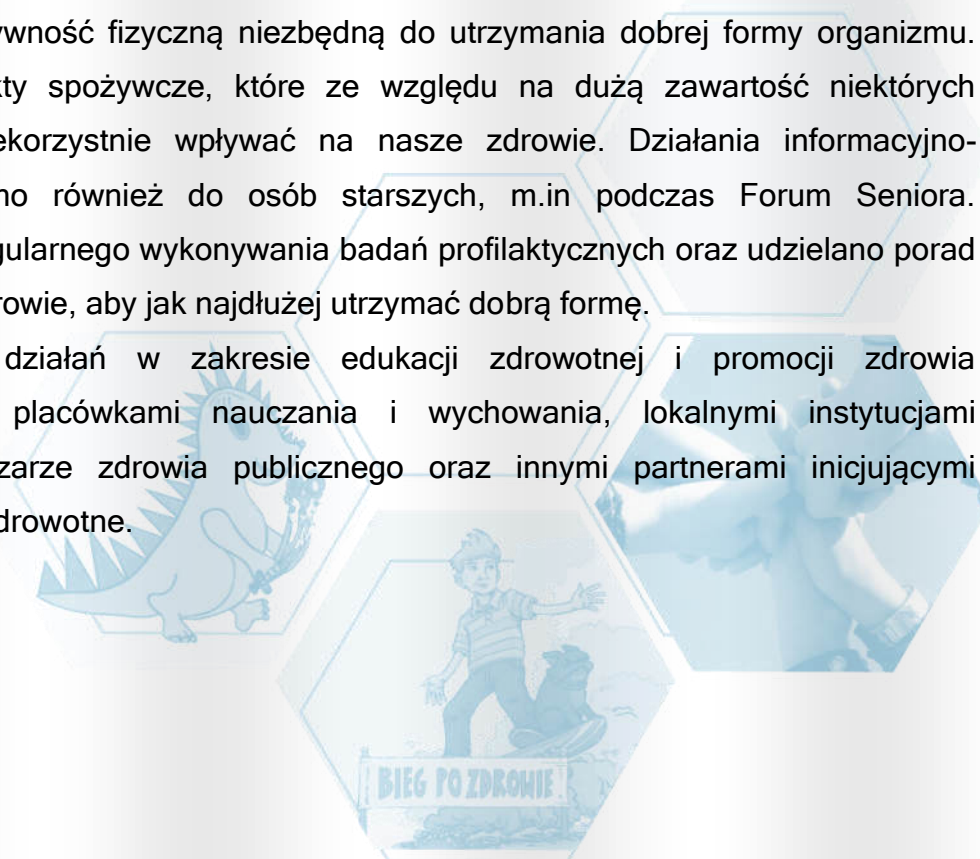 ywność fizyczną niezbędną do utrzymania dobrej formy organizmu.
kty spożywcze, które ze względu na dużą zawartość niektórych
ekorzystnie wpływać na nasze zdrowie. Działania informacyjno-
no również do osób starszych, m.in podczas Forum Seniora.
gularnego wykonywania badań profilaktycznych oraz udzielano porad
rowie, aby jak najdłużej utrzymać dobrą formę.
działań w zakresie edukacji zdrowotnej i promocji zdrowia
placówkami nauczania i wychowania, lokalnymi instytucjami
zarze zdrowia publicznego oraz innymi partnerami inicjującymi
drowotne.
BIEG PO ZDROWIE